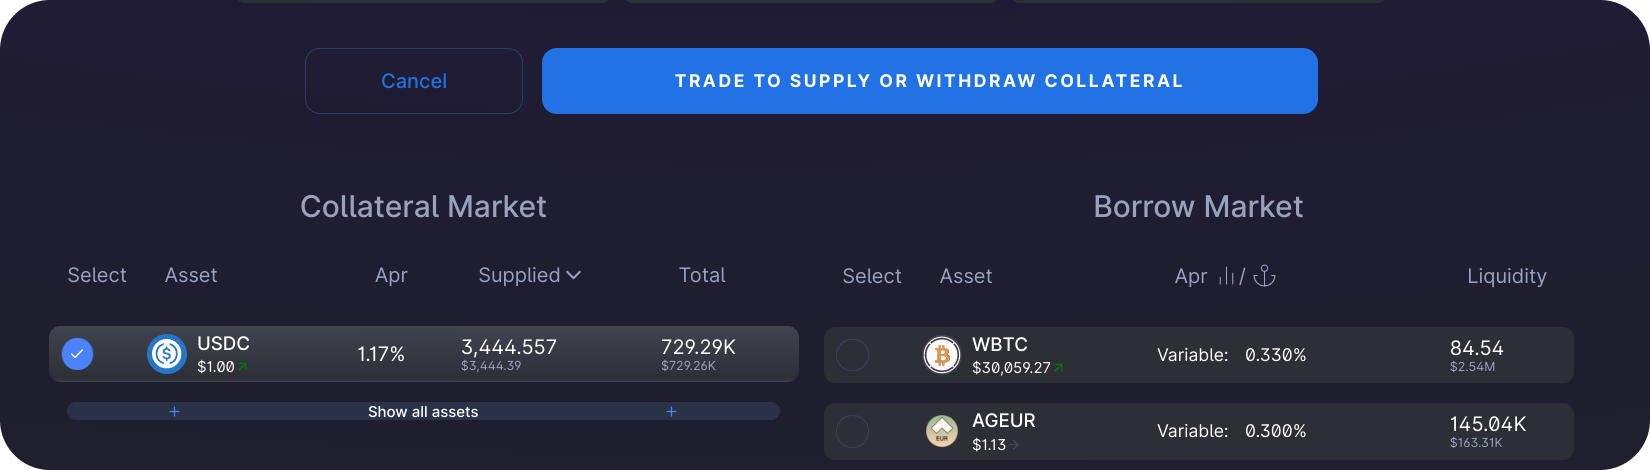 Cancel
TRADE TO SUPPLY OR WITHDRAW COLLATERAL
Collateral Market
Select Asset Apr Supplied Total
USDC 1.17% 3,444.557 729.29K
$1.00 $3,444.39 $729.26K
Show all assets
Borrow Market
Select Asset Apr / Liquidity
WBTC Variable: 0.330% 84.54
$30,059.27 $2.54M
AGEUR Variable: 0.300% 145.04K
EUR $1.13 $163.31K